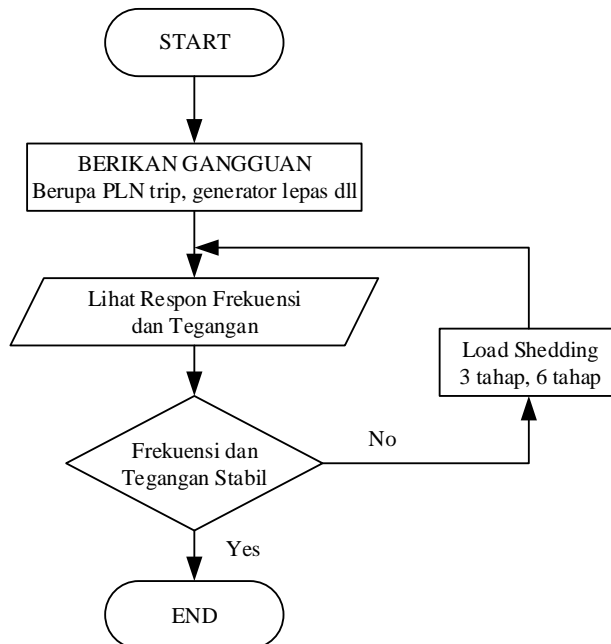 START
BERIKAN GANGGUAN
Berupa PLN trip, generator lepas dll
Lihat Respon Frekuensi
dan Tegangan
Load Shedding
3 tahap, 6 tahap
Frekuensi dan
Tegangan Stabil
No
Yes
END